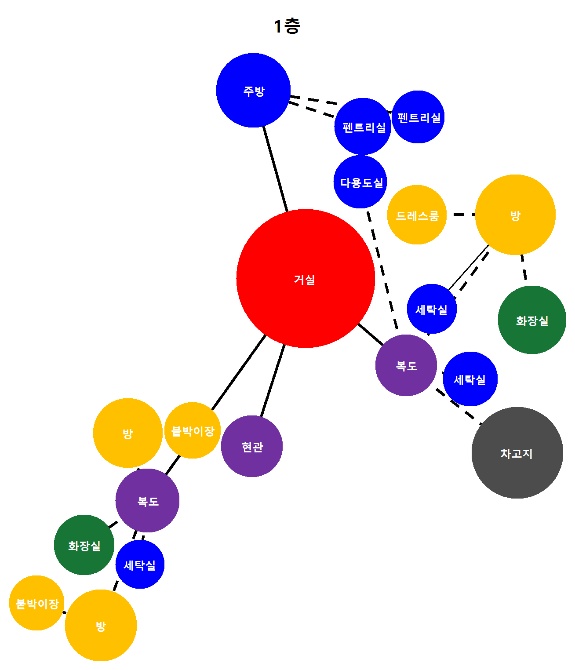 1층
주방
펜트리실
펜트리실
다용도실
드레스룸
방
거실
세탁실
화장실
복도
세탁실
방
붙박이장
현관
차고지
복도
화장실
세탁실
붙박이장
방